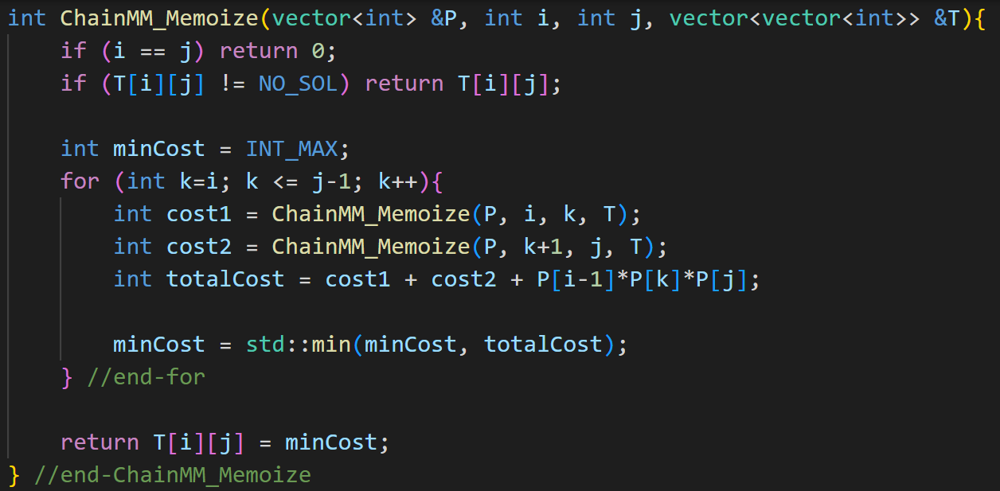 int ChainMM_Memoize(vector<int> &P, int i, int j, vector<vector<int>> &T){
    if (i == j) return 0;
    if (T[i][j] != NO_SOL) return T[i][j];
    int minCost = INT_MAX;
    for (int k=i; k <= j-1; k++){
        int cost1 = ChainMM_Memoize(P, i, k, T);
        int cost2 = ChainMM_Memoize(P, k+1, j, T);
        int totalCost = cost1 + cost2 + P[i-1]*P[k]*P[j];
        minCost = std::min(minCost, totalCost);
    } //end-for
    return T[i][j] = minCost;
} //end-ChainMM_Memoize